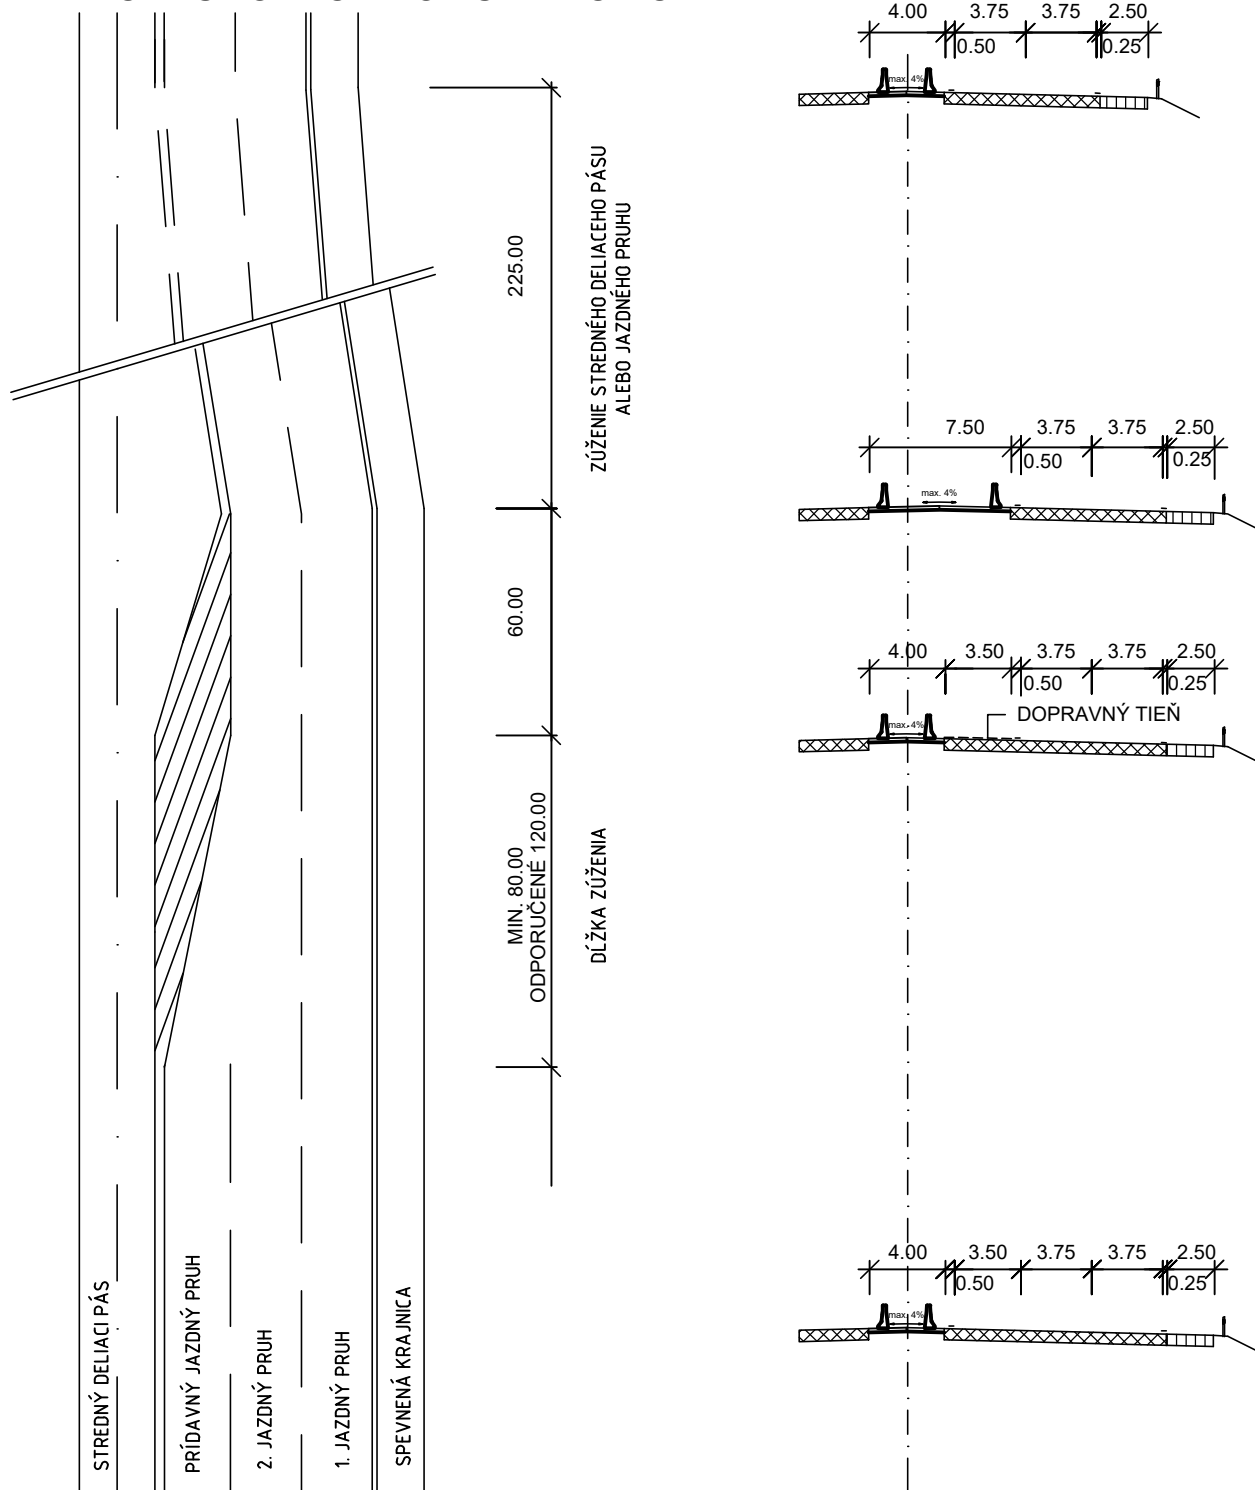 4.00 3.75 3.75 2.50
0.50 0.25
max. 4%
225.00
ZÚŽENIE STREDNÉHO DELIACEHO PÁSU
ALEBO JAZDNÉHO PRUHU
7.50 3.75 3.75 2.50
0.50 0.25
max. 4%
60.00
4.00 3.50 3.75 3.75 2.50
0.50 0.25
DOPRAVNÝ TIEŇ
max. 4%
MIN. 80.00
ODPORUČENÉ 120.00
DĹŽKA ZÚŽENIA
4.00 3.50 3.75 3.75 2.50
0.50 0.25
max. 4%
STREDNÝ DELIACI PÁS
PRÍDAVNÝ JAZDNÝ PRUH
2. JAZDNÝ PRUH
1. JAZDNÝ PRUH
SPEVNENÁ KRAJNICA